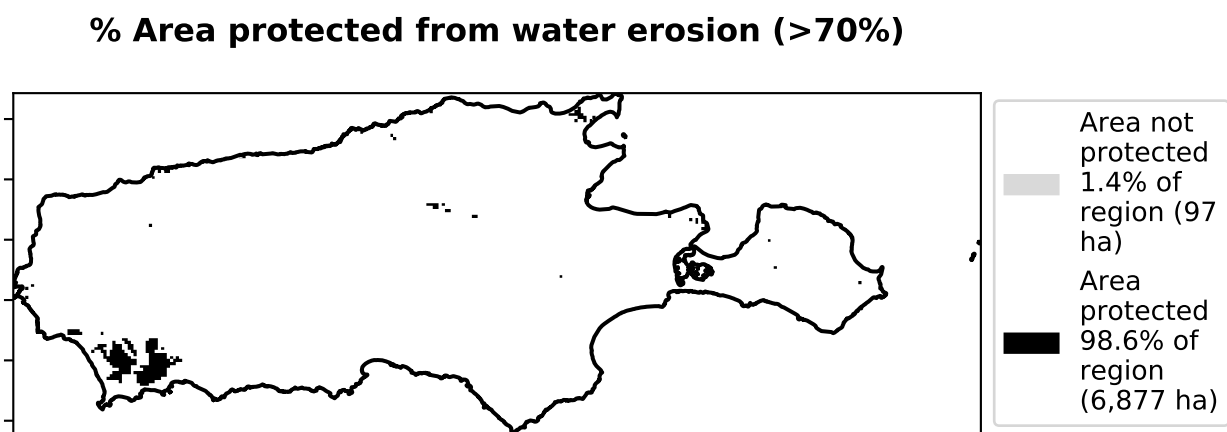 % Area protected from water erosion (>70%)
Area not
protected
1.4% of
region (97
ha)
Area
protected
98.6% of
region
(6,877 ha)